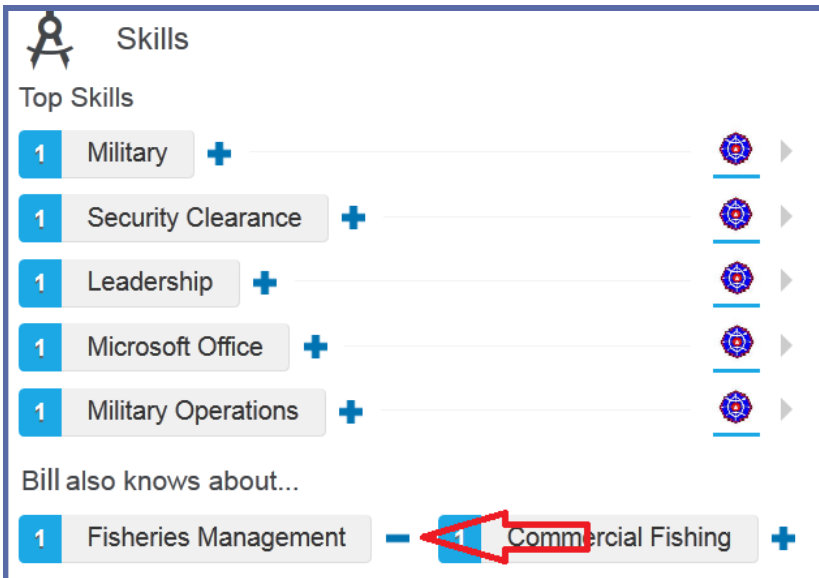 Skills
Top Skills
1 Military
1 Security Clearance
1 Leadership
1 Microsoft Office
1 Military Operations
Bill also knows about...
1 Fisheries Management 1 Commercial Fishing